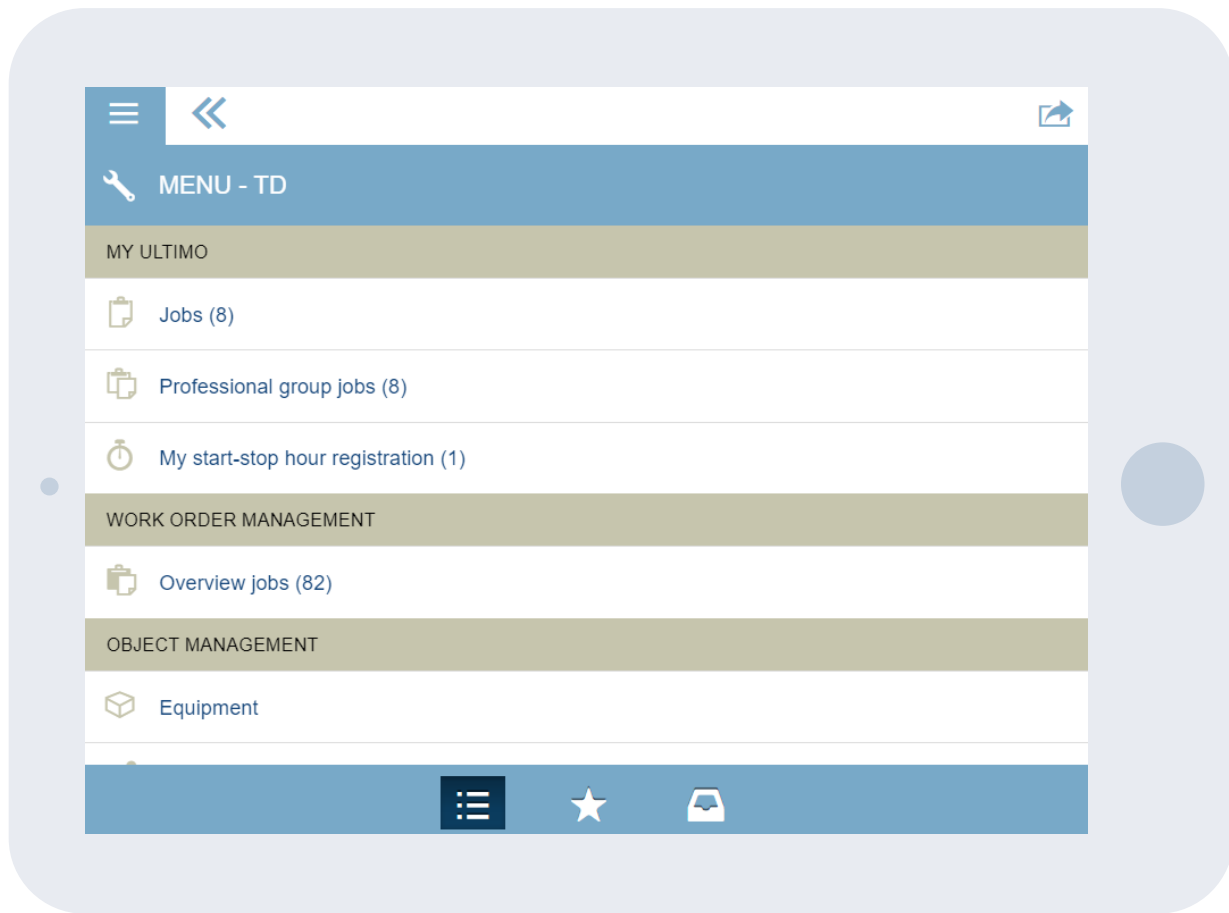 MENU - TD
MY ULTIMO
Jobs (8)
Professional group jobs (8)
My start-stop hour registration (1)
WORK ORDER MANAGEMENT
Overview jobs (82)
OBJECT MANAGEMENT
Equipment